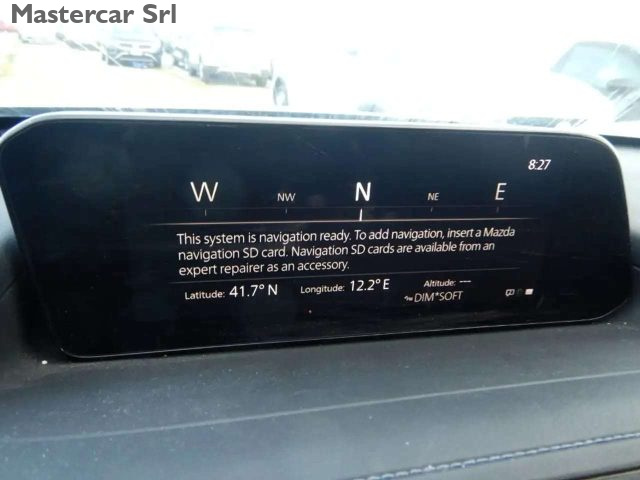 Mastercar Srl
8:27
W NW N NE E
This system is navigation ready. To add navigation, insert a Mazda
navigation SD card. Navigation SD cards are available from an
expert repairer as an accessory.
Latitude: 41.7° N Longitude: 12.2° E Altitude: ---
DIM*SOFT